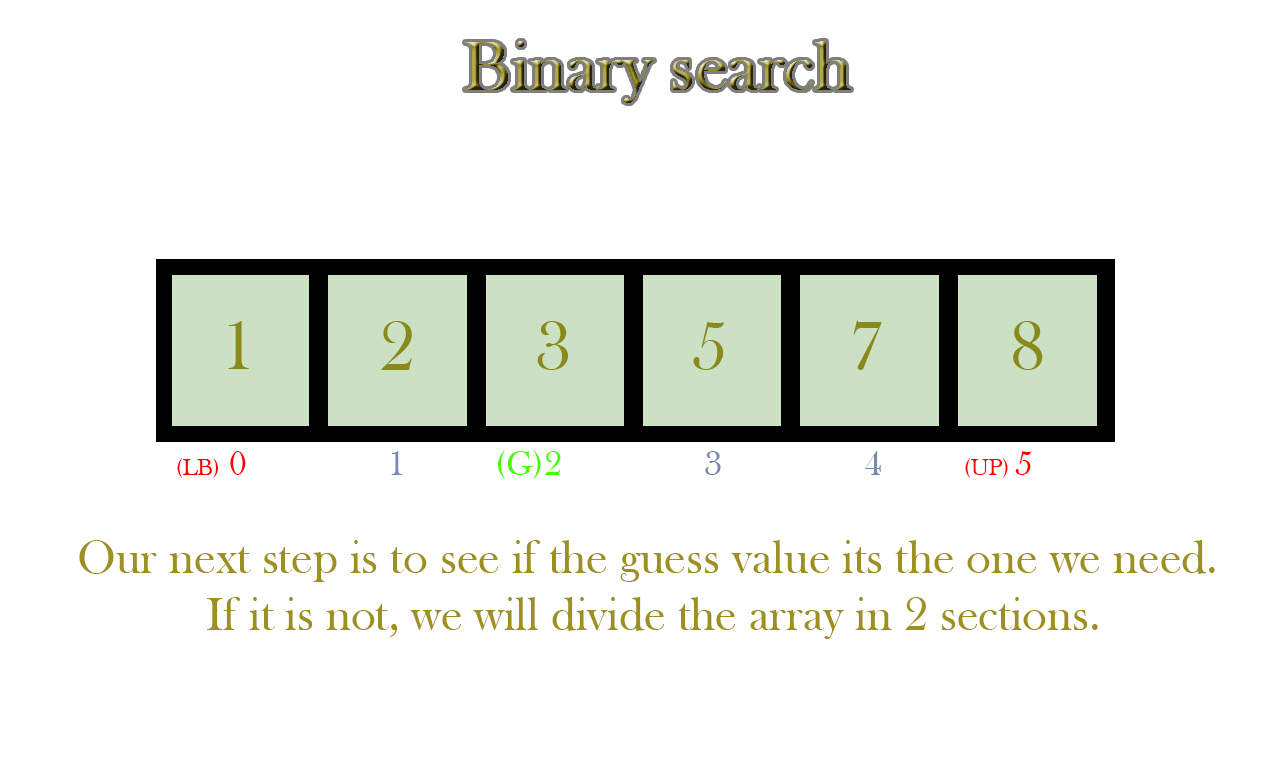 Binary search
1 2 3 5 7 8
(LB) 0 1 (G)2 3 4 (UP) 5
Our next step is to see if the guess value its the one we need.
If it is not, we will divide the array in 2 sections.